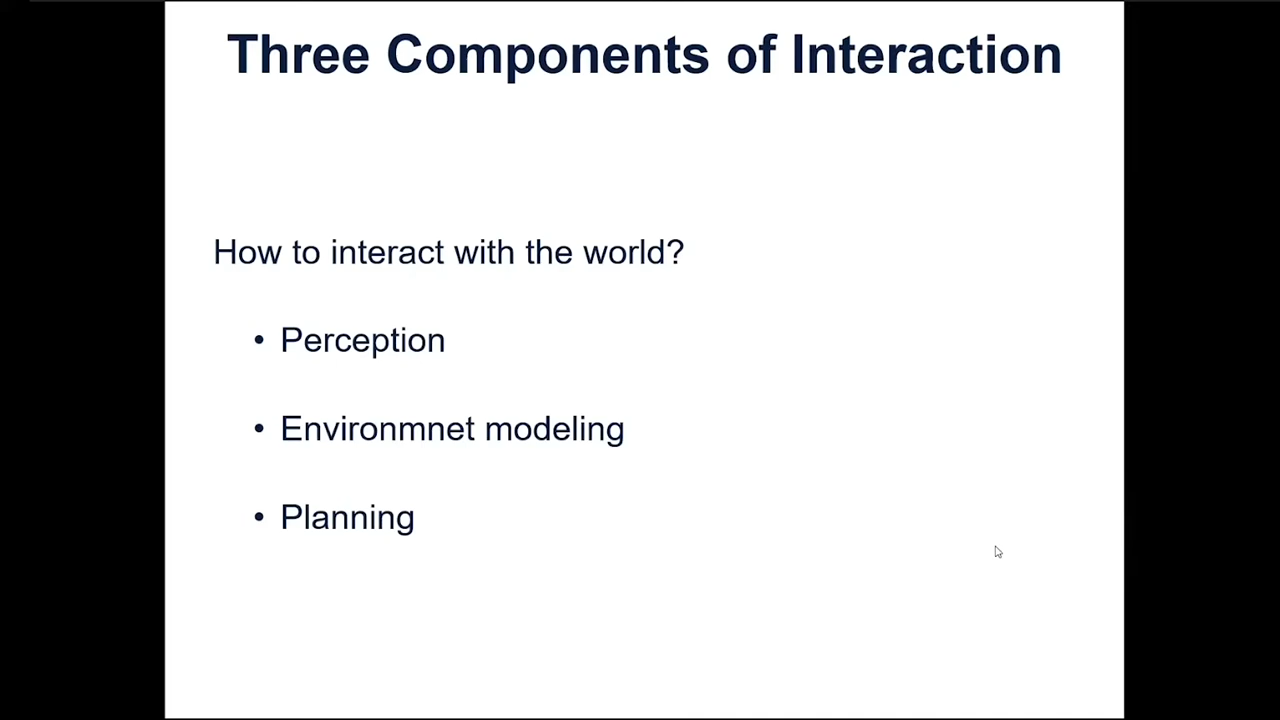 Three Components of Interaction
How to interact with the world?
• Perception
• Environmnet modeling
• Planning